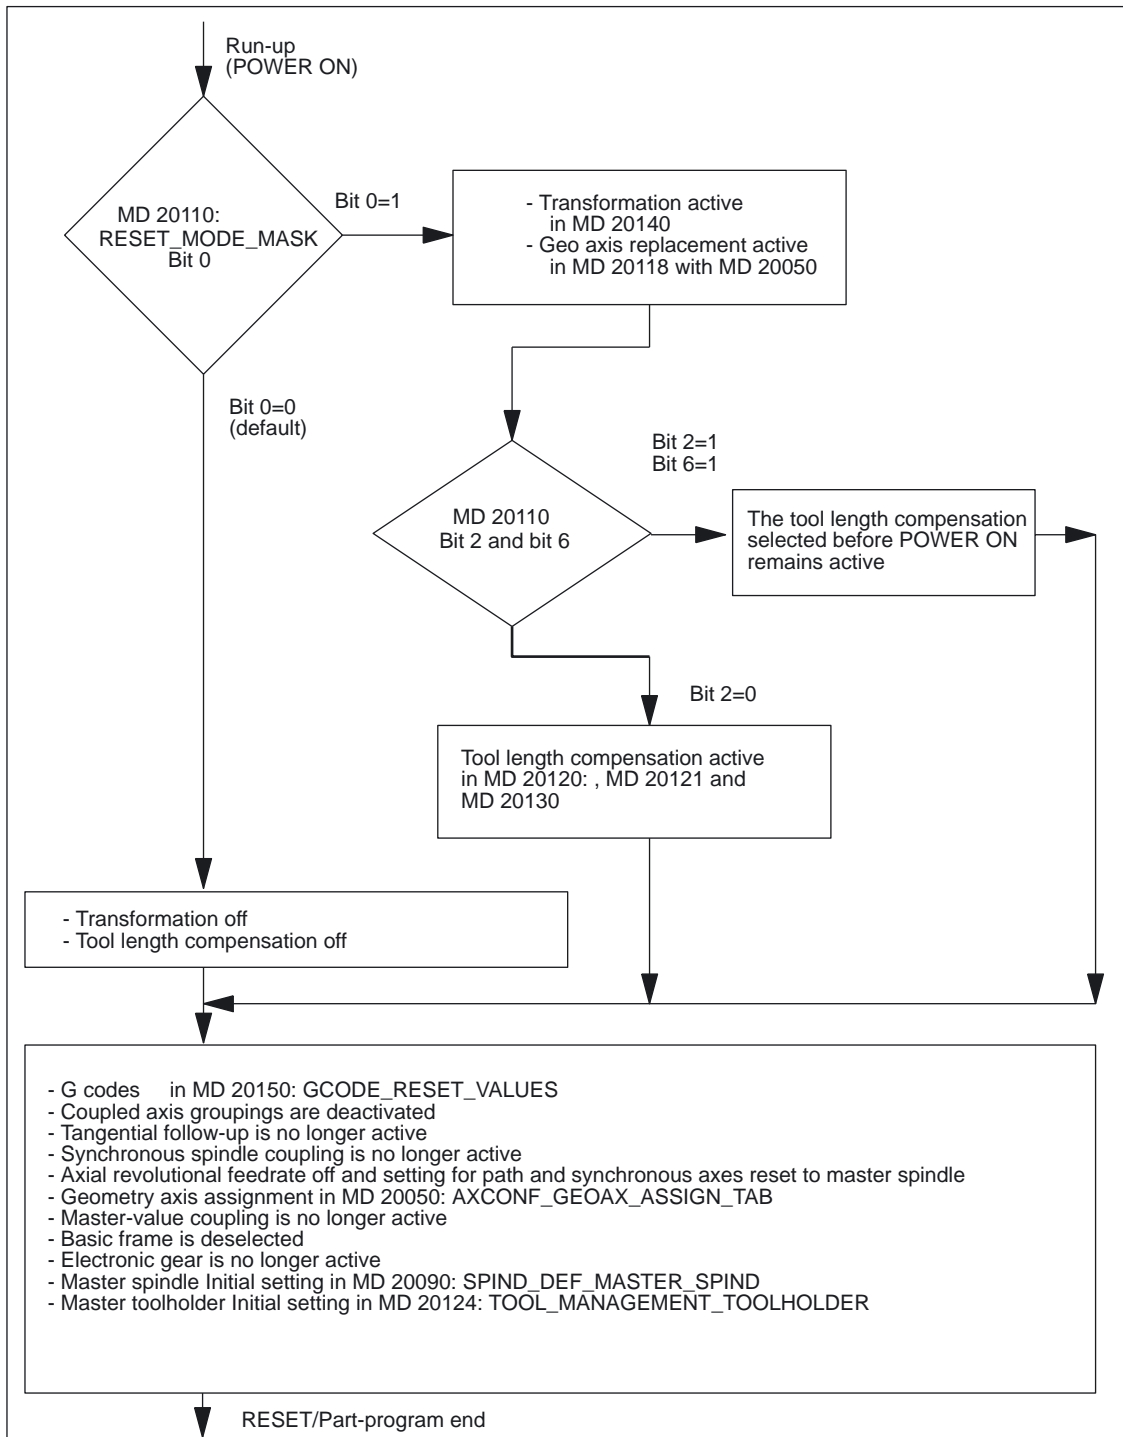 Run-up
(POWER ON)
MD 20110:
RESET_MODE_MASK
Bit 0
Bit 0=1
- Transformation active
in MD 20140
- Geo axis replacement active
in MD 20118 with MD 20050
Bit 0=0
(default)
Bit 2=1
Bit 6=1
MD 20110
Bit 2 and bit 6
The tool length compensation
selected before POWER ON
remains active
Bit 2=0
Tool length compensation active
in MD 20120: , MD 20121 and
MD 20130
- Transformation off
- Tool length compensation off
- G codes in MD 20150: GCODE_RESET_VALUES
- Coupled axis groupings are deactivated
- Tangential follow-up is no longer active
- Synchronous spindle coupling is no longer active
- Axial revolutional feedrate off and setting for path and synchronous axes reset to master spindle
- Geometry axis assignment in MD 20050: AXCONF_GEOAX_ASSIGN_TAB
- Master-value coupling is no longer active
- Basic frame is deselected
- Electronic gear is no longer active
- Master spindle Initial setting in MD 20090: SPIND_DEF_MASTER_SPIND
- Master toolholder Initial setting in MD 20124: TOOL_MANAGEMENT_TOOLHOLDER
RESET/Part-program end